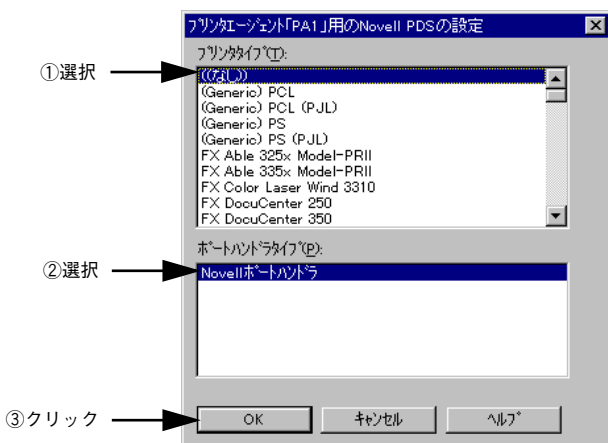 プリンタエージェント「PA1」用のNovell PDSの設定
プリンタタイプ(T):
①選択
((なし))
(Generic) PCL
(Generic) PCL (PJL)
(Generic) PS
(Generic) PS (PJL)
FX Able 325x Model-PRII
FX Able 335x Model-PRII
FX Color Laser Wind 3310
FX DocuCenter 250
FX DocuCenter 350
ポートハンドラタイプ(P):
②選択
Novellポートハンドラ
③クリック
OK
キャンセル
ヘルプ